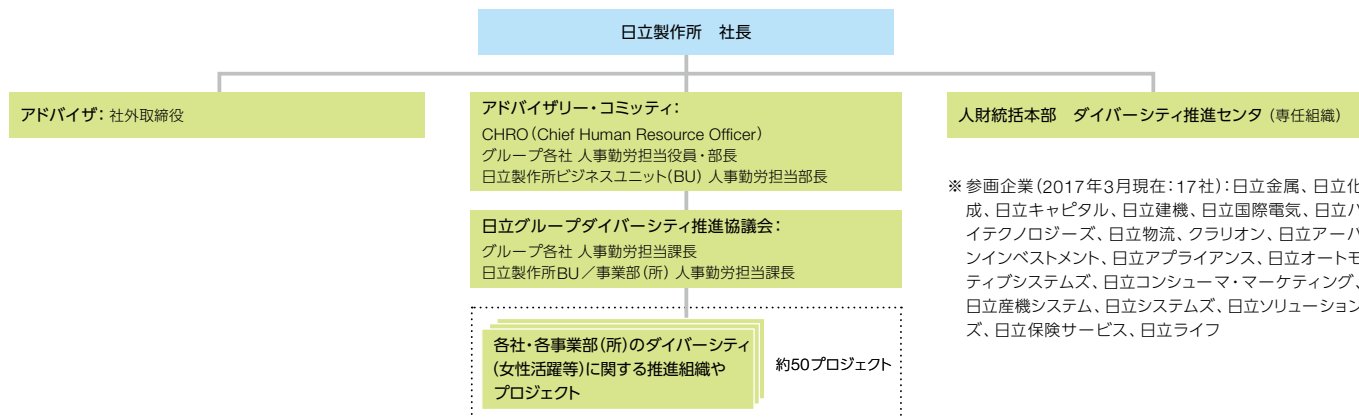 日立製作所　社長
アドバイザ：社外取締役
アドバイザリー・コミッティ：
CHRO（Chief Human Resource Officer）
グループ各社 人事勤労担当役員・部長
日立製作所ビジネスユニット（BU） 人事勤労担当部長
人財統括本部　ダイバーシティ推進センタ（専任組織）
日立グループダイバーシティ推進協議会：
グループ各社 人事勤労担当課長
日立製作所BU／事業部（所） 人事勤労担当課長
各社・各事業部（所）のダイバーシティ
（女性活躍等）に関する推進組織や
プロジェクト
約50プロジェクト
※ 参画企業（2017年3月現在：17社）：日立金属、日立化
成、日立キャピタル、日立建機、日立国際電気、日立ハ
イテクノロジーズ、日立物流、クラリオン、日立アーバ
ンインベストメント、日立アプライアンス、日立オートモ
ティブシステムズ、日立コンシューマ・マーケティング、
日立産機システム、日立システムズ、日立ソリューション
ズ、日立保険サービス、日立ライフ